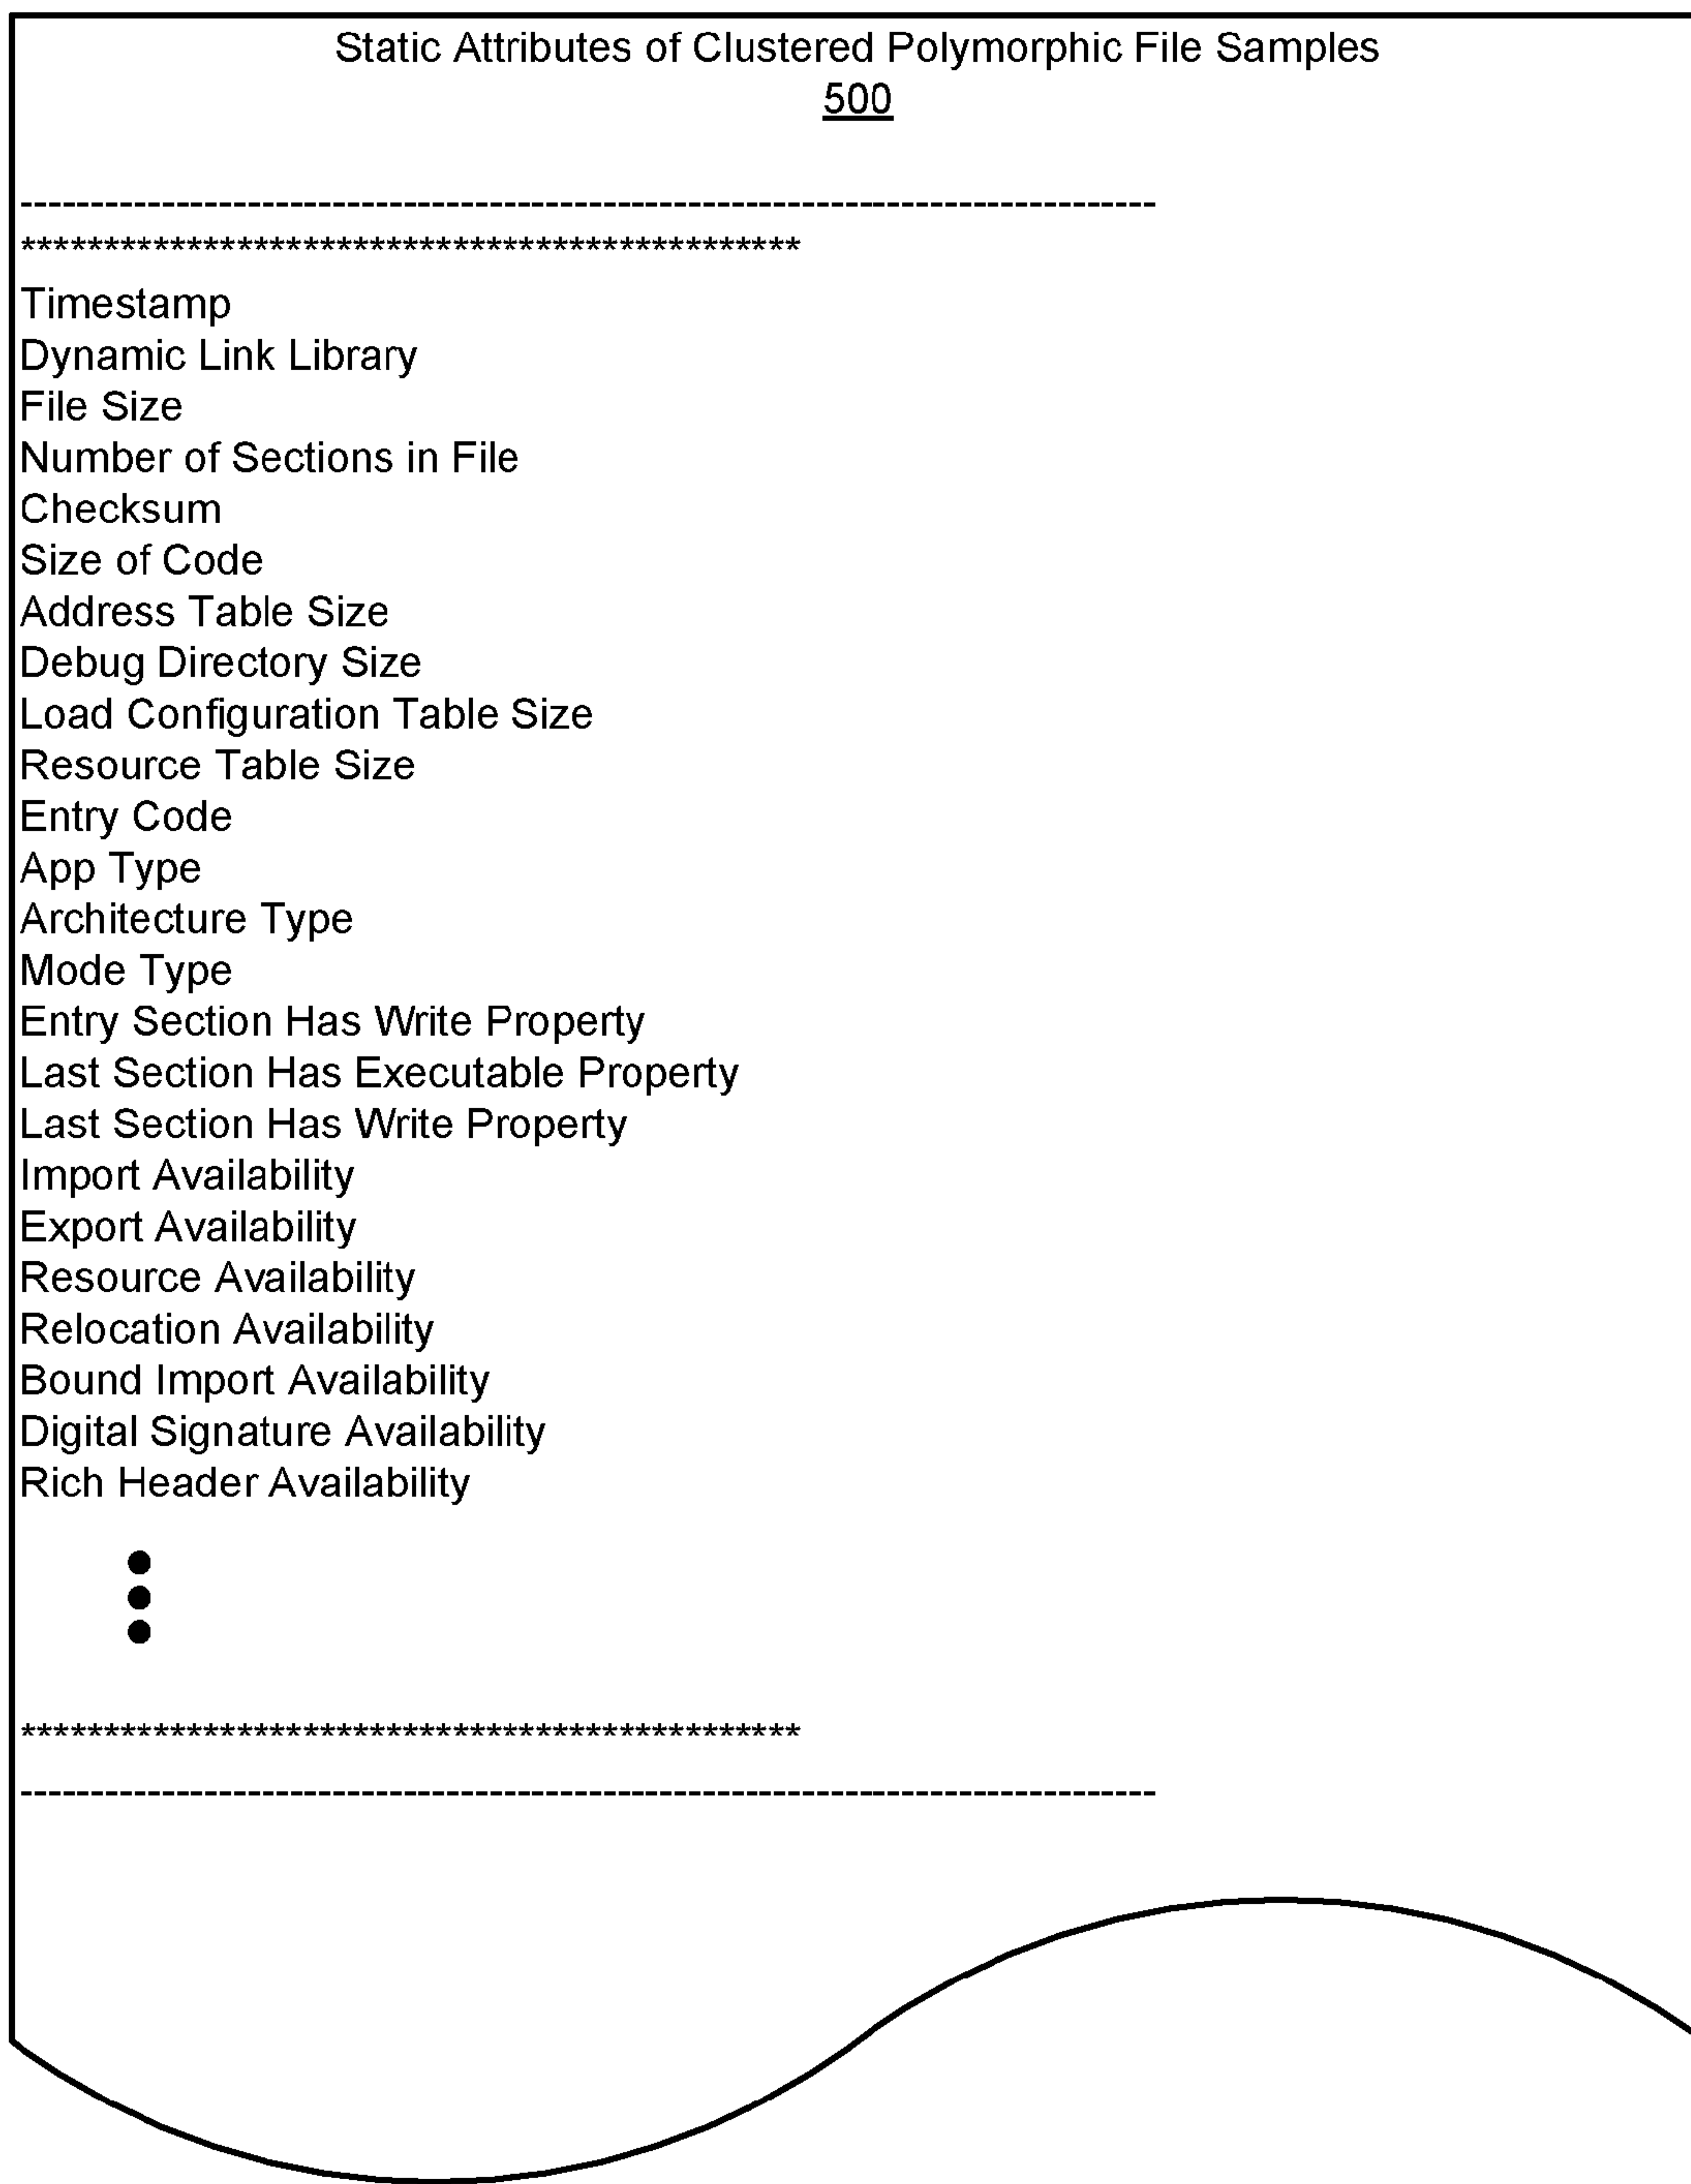 Static Attributes of Clustered Polymorphic File Samples
500
--------------------------------------------------------------------------------
***********************************************
Timestamp
Dynamic Link Library
File Size
Number of Sections in File
Checksum
Size of Code
Address Table Size
Debug Directory Size
Load Configuration Table Size
Resource Table Size
Entry Code
App Type
Architecture Type
Mode Type
Entry Section Has Write Property
Last Section Has Executable Property
Last Section Has Write Property
Import Availability
Export Availability
Resource Availability
Relocation Availability
Bound Import Availability
Digital Signature Availability
Rich Header Availability
●
●
●
***********************************************
--------------------------------------------------------------------------------